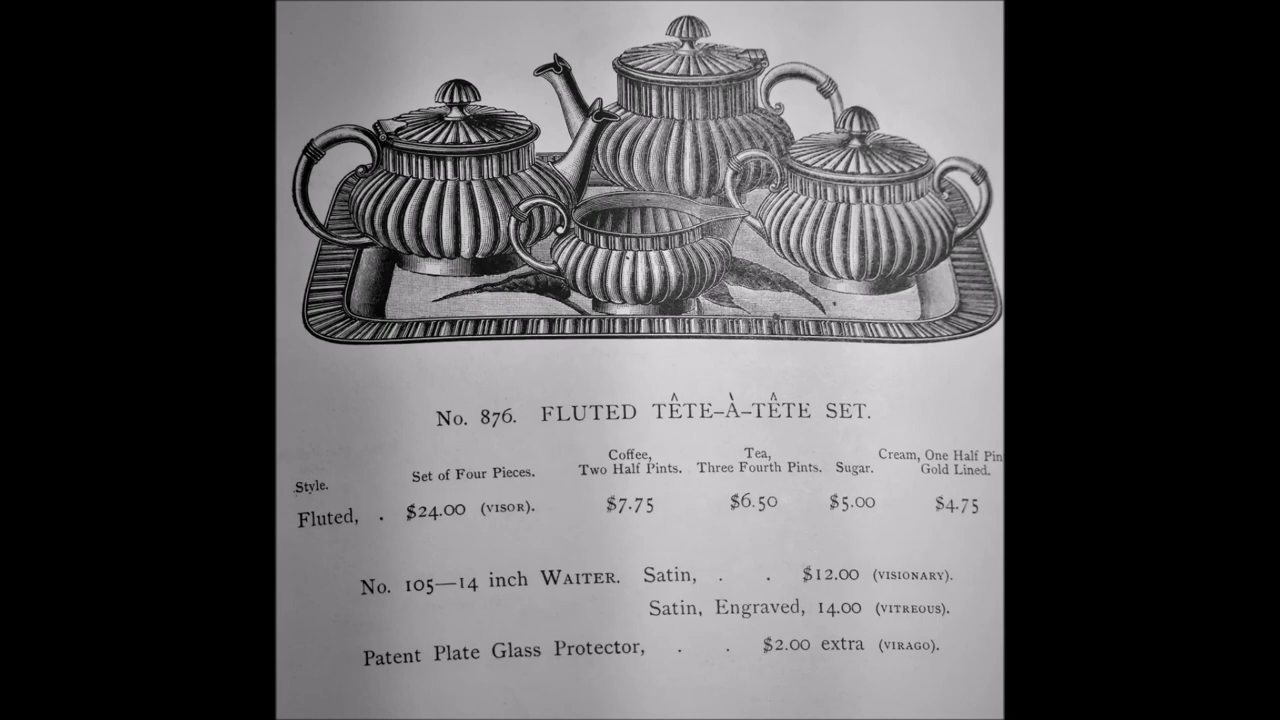 No. 876. FLUTED TÊTE-À-TÊTE SET.
Style. Set of Four Pieces. Coffee, Two Half Pints. Tea, Three Fourth Pints. Sugar. Cream, One Half Pin Gold Lined.
Fluted, . $24.00 (VISOR). $7.75 $6.50 $5.00 $4.75
No. 105—14 inch WAITER. Satin, . . $12.00 (VISIONARY).
Satin, Engraved, 14.00 (VITREOUS).
Patent Plate Glass Protector, . . $2.00 extra (VIRAGO).